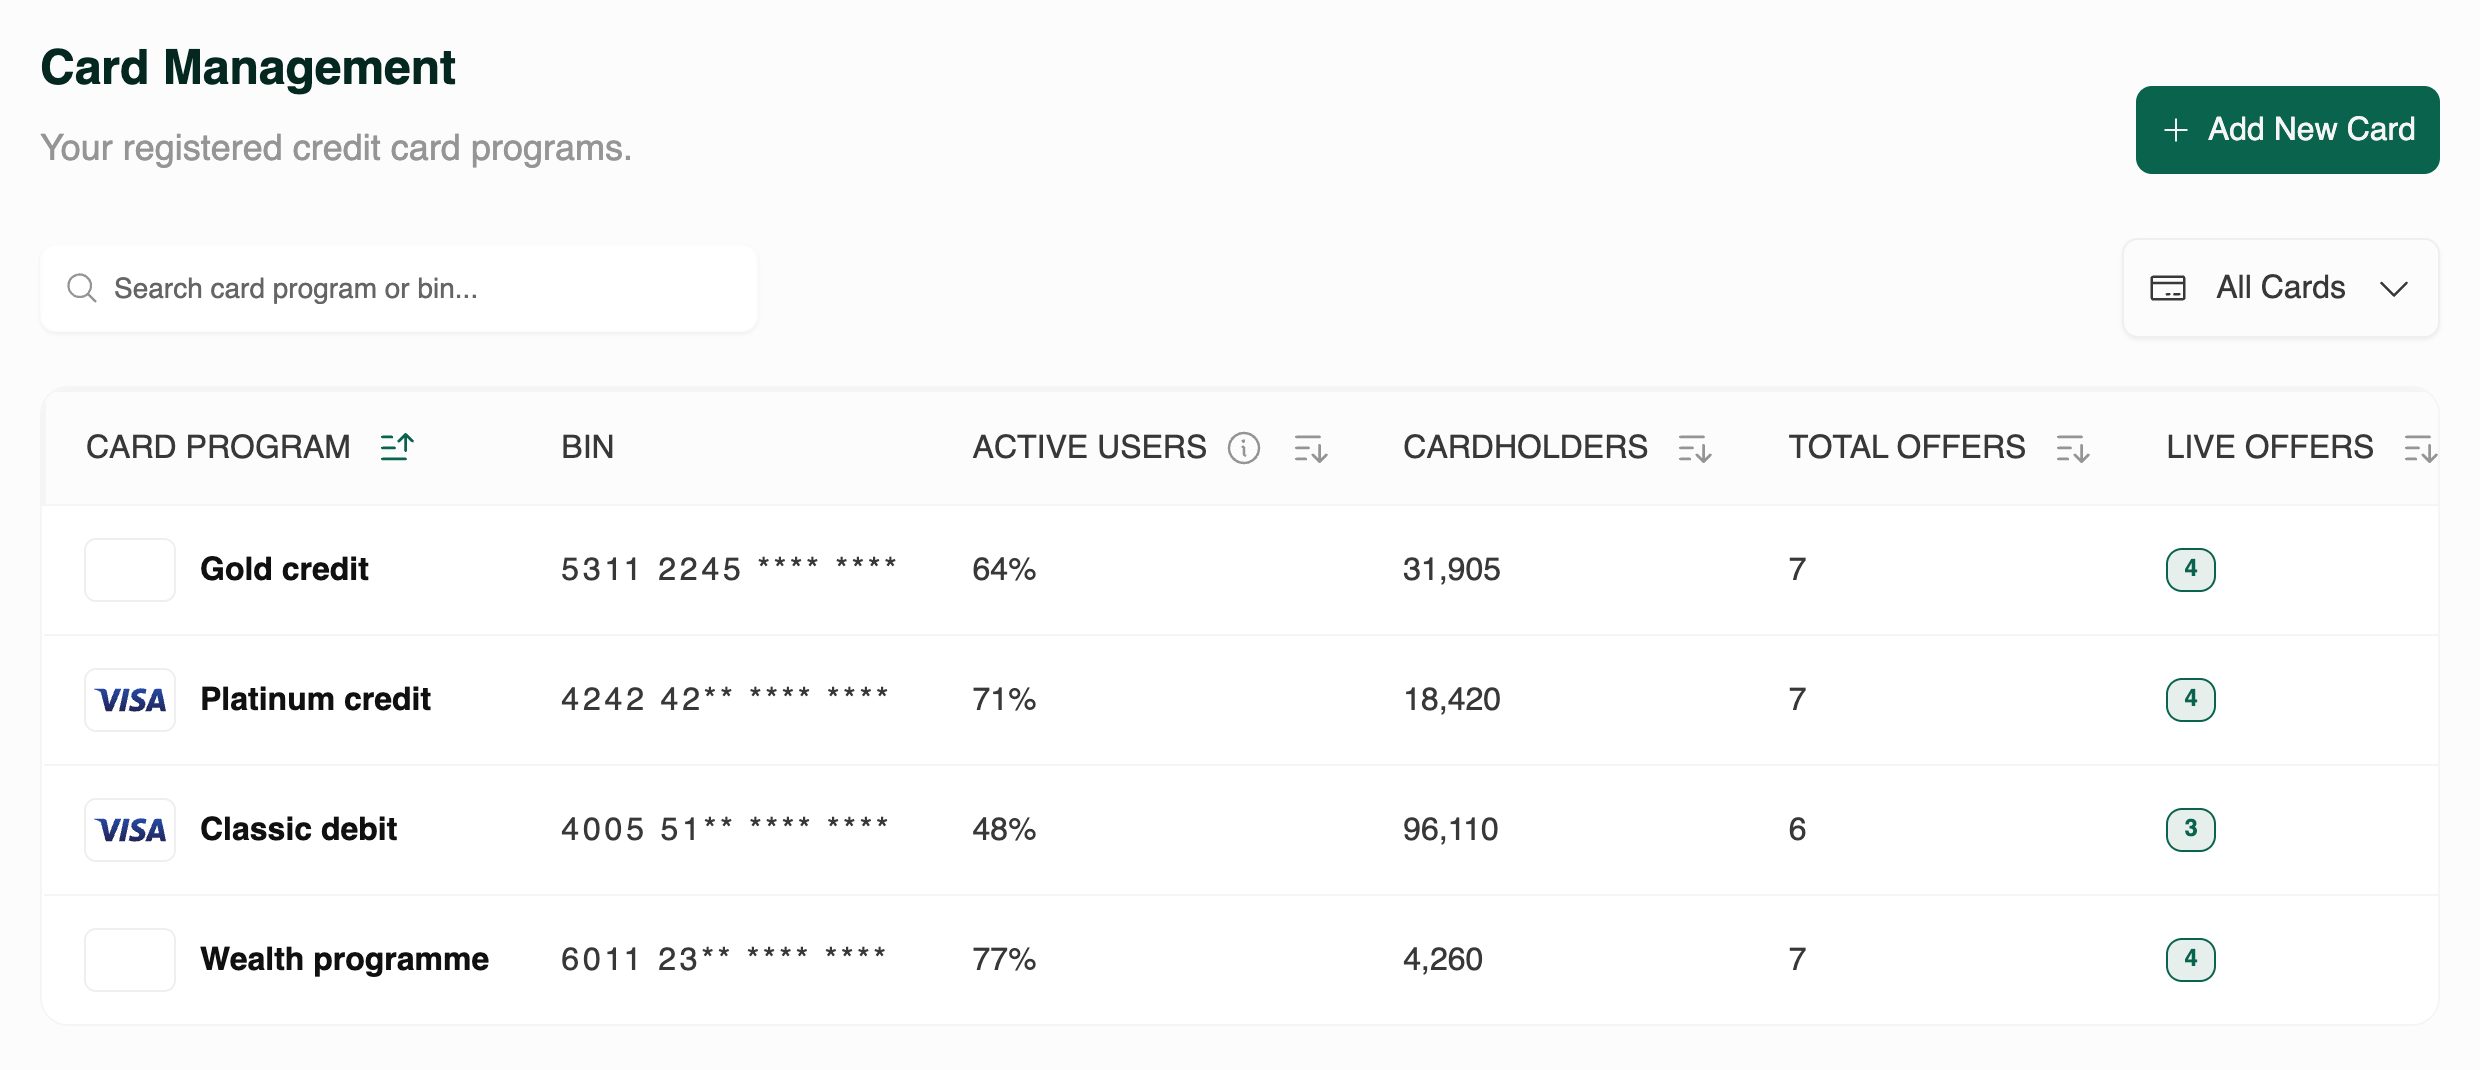 Card Management
Your registered credit card programs.
+ Add New Card
Search card program or bin...
All Cards
CARD PROGRAM BIN ACTIVE USERS CARDHOLDERS TOTAL OFFERS LIVE OFFERS
Gold credit 5311 2245 **** **** 64% 31,905 7 4
VISA Platinum credit 4242 42** **** **** 71% 18,420 7 4
VISA Classic debit 4005 51** **** **** 48% 96,110 6 3
Wealth programme 6011 23** **** **** 77% 4,260 7 4